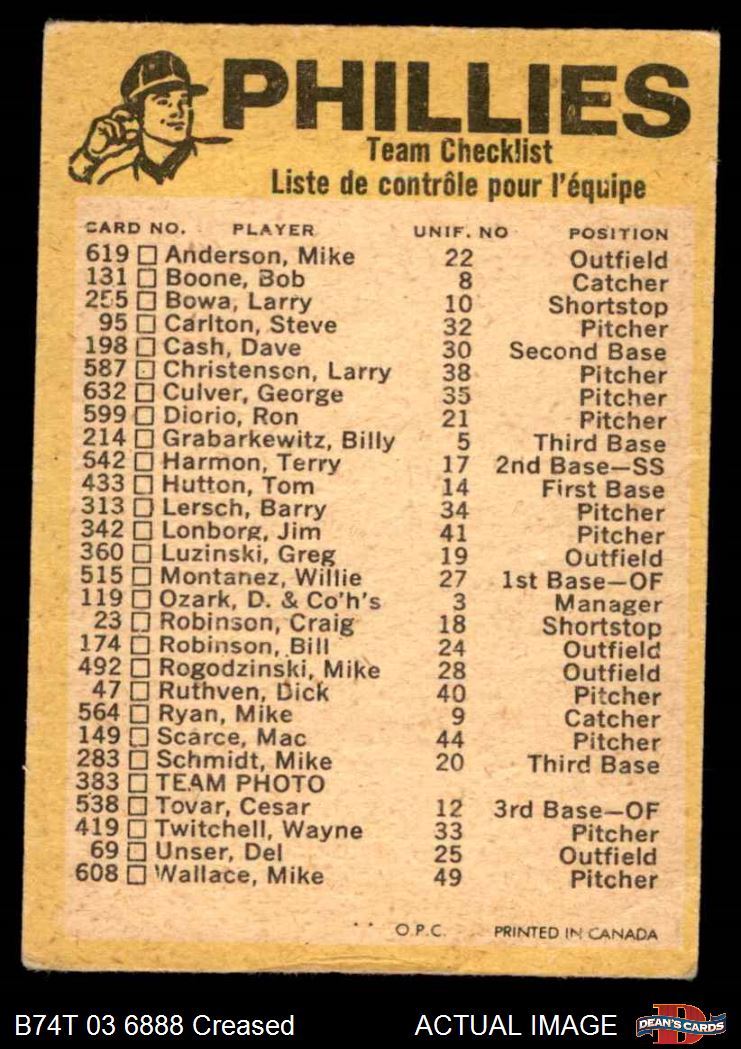 PHILLIES
Team Checklist
Liste de contrôle pour l'équipe
CARD NO. PLAYER UNIF. NO POSITION
619 Anderson, Mike 22 Outfield
131 Boone, Bob 8 Catcher
255 Bowa, Larry 10 Shortstop
95 Carlton, Steve 32 Pitcher
198 Cash, Dave 30 Second Base
587 Christenson, Larry 38 Pitcher
632 Culver, George 35 Pitcher
599 Diorio, Ron 21 Pitcher
214 Grabarkewitz, Billy 5 Third Base
642 Harmon, Terry 17 2nd Base—SS
433 Hutton, Tom 14 First Base
313 Lersch, Barry 34 Pitcher
342 Lonborg, Jim 41 Pitcher
360 Luzinski, Greg 19 Outfield
515 Montanez, Willie 27 1st Base—OF
119 Ozark, D. & Co'h's 3 Manager
23 Robinson, Craig 18 Shortstop
174 Robinson, Bill 24 Outfield
492 Rogodzinski, Mike 28 Outfield
47 Ruthven, Dick 40 Pitcher
564 Ryan, Mike 9 Catcher
149 Scarce, Mac 44 Pitcher
283 Schmidt, Mike 20 Third Base
383 TEAM PHOTO
538 Tovar, Cesar 12 3rd Base—OF
419 Twitchell, Wayne 33 Pitcher
69 Unser, Del 25 Outfield
608 Wallace, Mike 49 Pitcher
O.P.C. PRINTED IN CANADA
B74T 03 6888 Creased ACTUAL IMAGE
DEAN'S CARDS